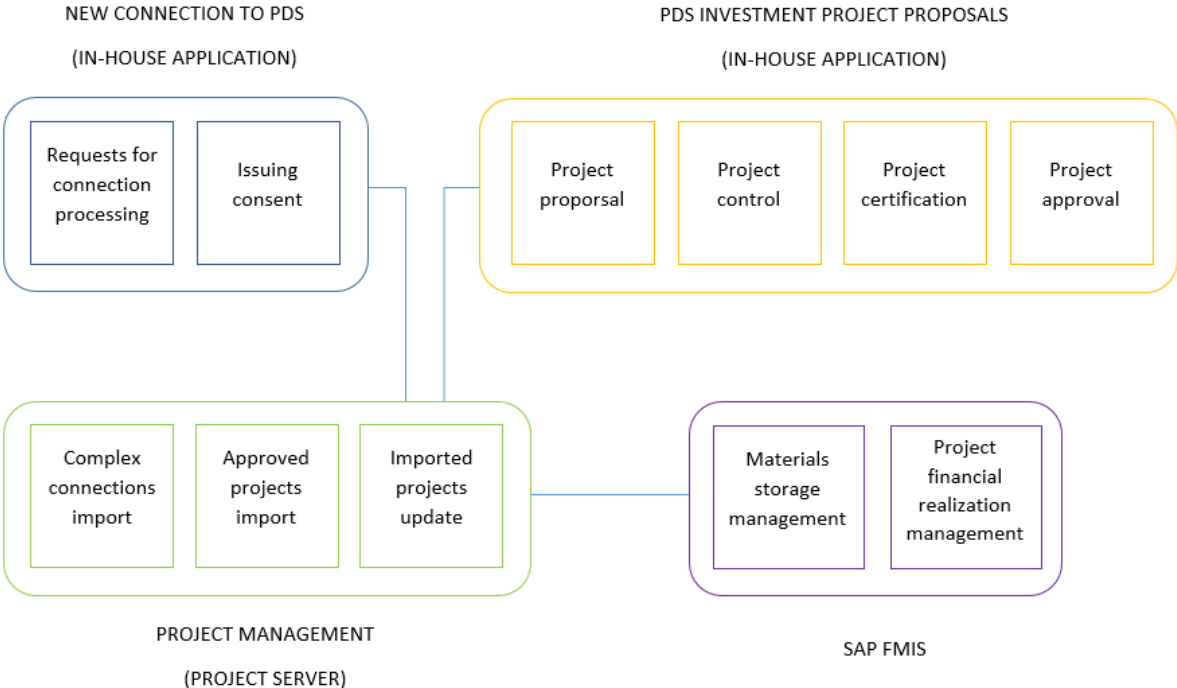 NEW CONNECTION TO PDS
(IN-HOUSE APPLICATION)
PDS INVESTMENT PROJECT PROPOSALS
(IN-HOUSE APPLICATION)
Requests for
connection
processing
Issuing
consent
Project
proporsal
Project
control
Project
certification
Project
approval
Complex
connections
import
Approved
projects
import
Imported
projects
update
Materials
storage
management
Project
financial
realization
management
PROJECT MANAGEMENT
(PROJECT SERVER)
SAP FMIS